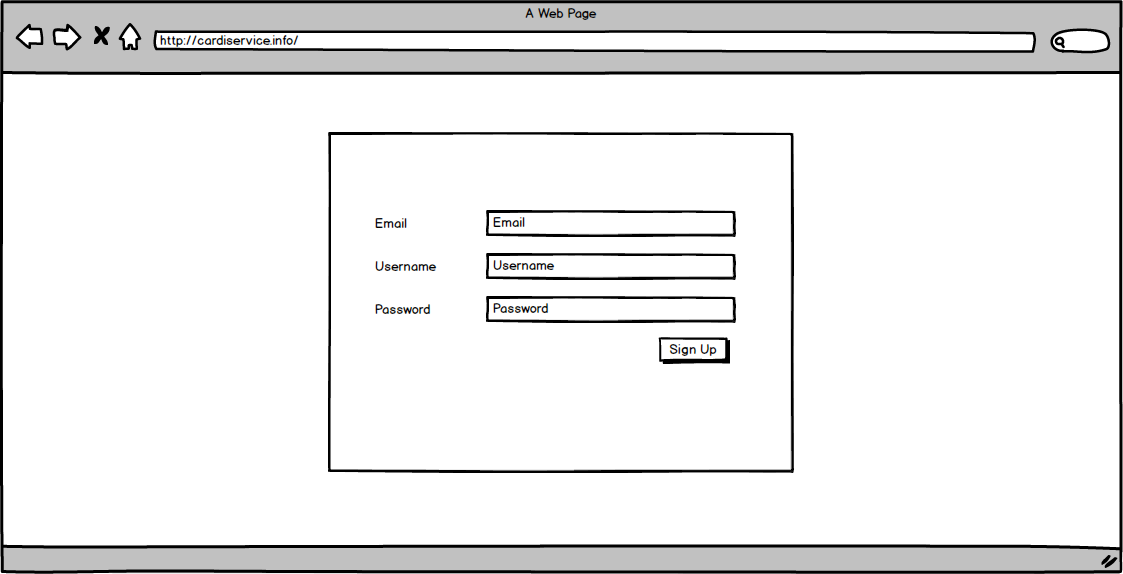 A Web Page
http://cardiservice.info/
Email Email
Username Username
Password Password
Sign Up